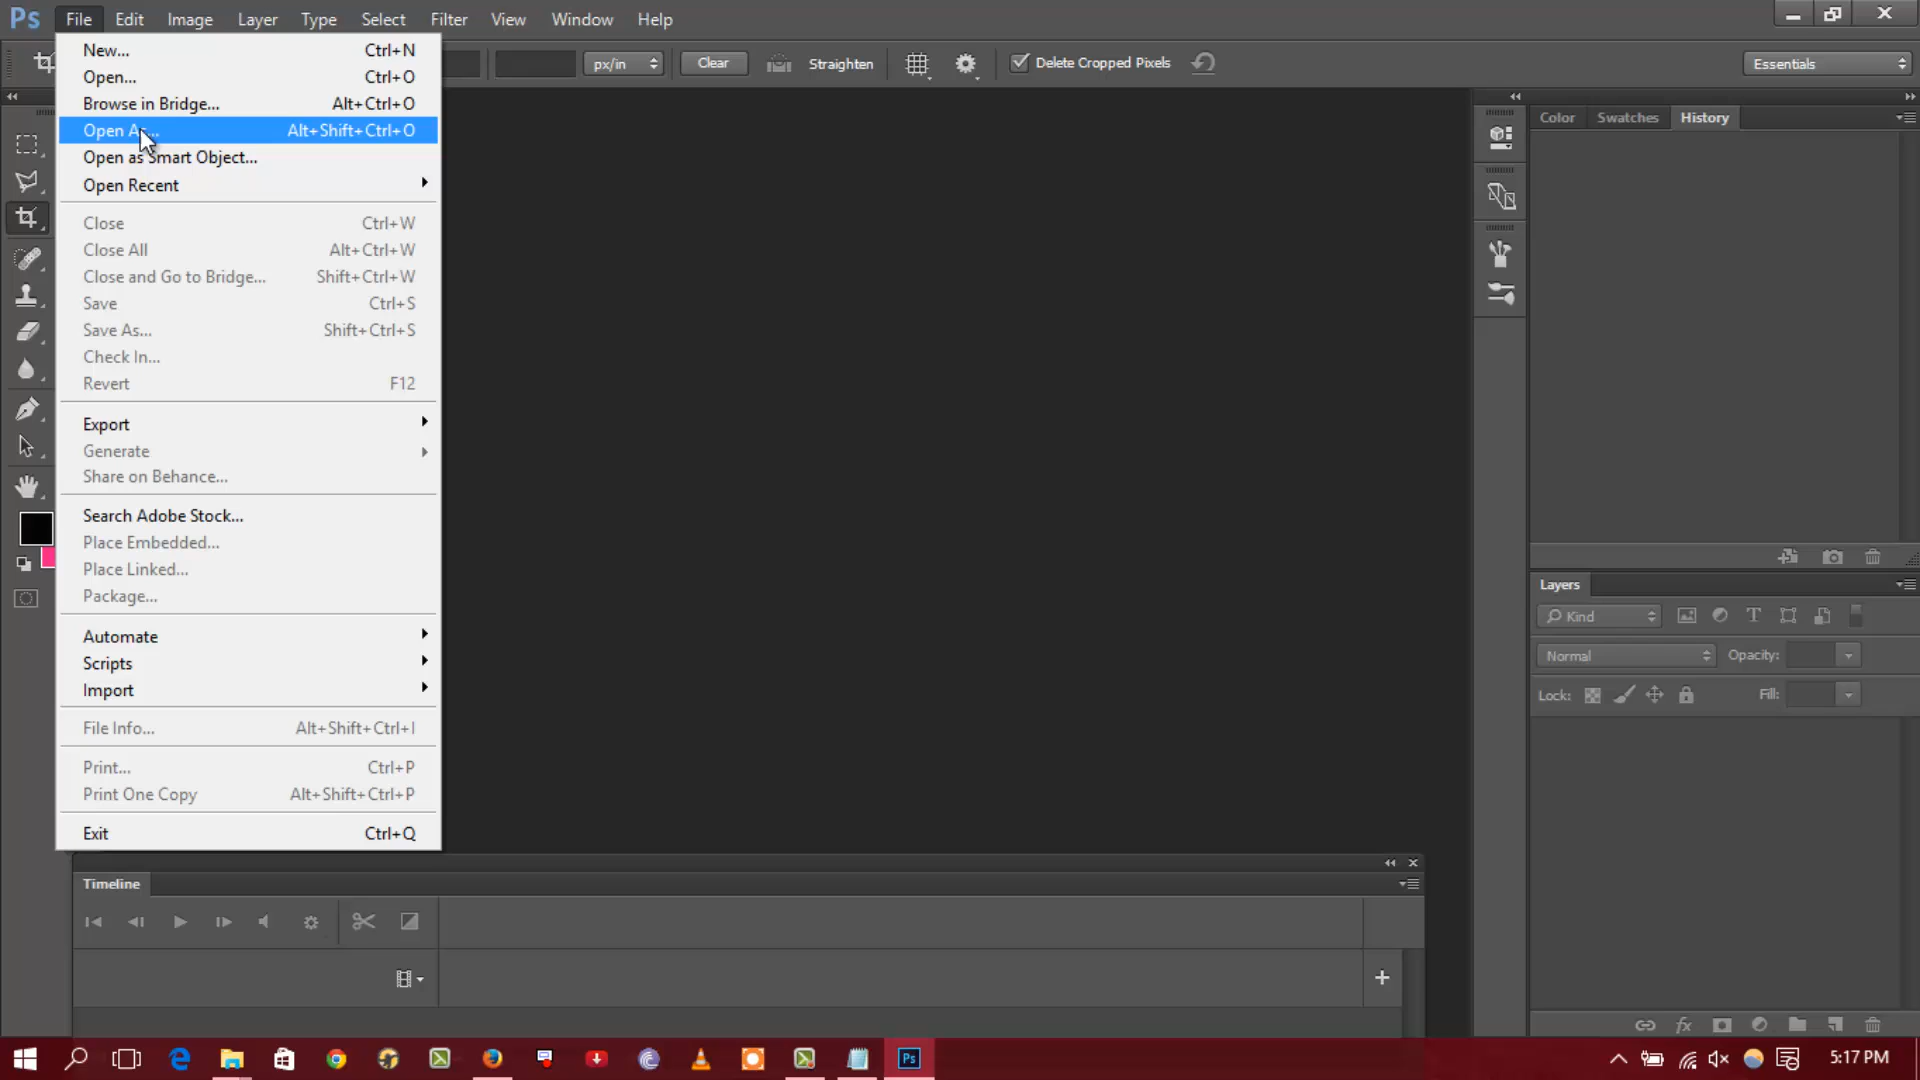 Ps File Edit Image Layer Type Select Filter View Window Help
px/in Clear Straighten Delete Cropped Pixels Essentials
New... Ctrl+N
Open... Ctrl+O
Browse in Bridge... Alt+Ctrl+O
Open As... Alt+Shift+Ctrl+O
Open as Smart Object...
Open Recent
Close Ctrl+W
Close All Alt+Ctrl+W
Close and Go to Bridge... Shift+Ctrl+W
Save Ctrl+S
Save As... Shift+Ctrl+S
Check In...
Revert F12
Export
Generate
Share on Behance...
Search Adobe Stock...
Place Embedded...
Place Linked...
Package...
Automate
Scripts
Import
File Info... Alt+Shift+Ctrl+I
Print... Ctrl+P
Print One Copy Alt+Shift+Ctrl+P
Exit Ctrl+Q
Color Swatches History
Layers
Kind
Normal Opacity:
Lock: Fill:
Timeline
Ps 5:17 PM